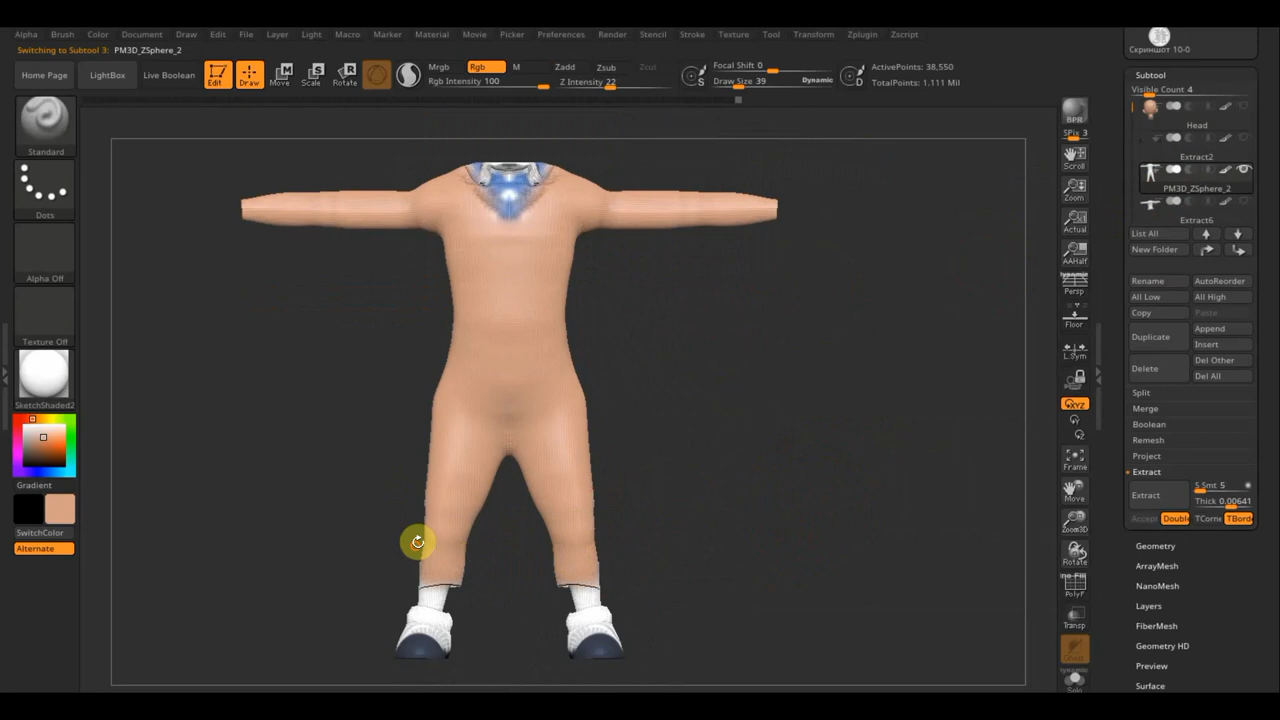 Alpha Brush Color Document Draw Edit File Layer Light Macro Marker Material Movie Picker Preferences Render Stencil Stroke Texture Tool Transform Zplugin Zscript
Switching to Subtool 3: PM3D_ZSphere_2
Home Page LightBox Live Boolean Edit Draw Move Scale Rotate
Mrgb Rgb M Zadd Zsub Zcut
Rgb Intensity 100 Z Intensity 22
S Focal Shift 0
Draw Size 39 Dynamic
D ActivePoints: 38,550
TotalPoints: 1.111 Mil
Standard
Dots
Alpha Off
Texture Off
SketchShaded2
Gradient
SwitchColor
Alternate
BPR
SPix 3
Scroll
Zoom
Actual
AAHalf
Dynamic
Persp
Floor
L.Sym
XYZ
Y
Z
Frame
Move
Zoom3D
Rotate
Line Fill
PolyF
Transp
Ghost
Dynamic
Solo
Скриншот 10-0
Subtool
Visible Count 4
Head
Extract2
PM3D_ZSphere_2
Extract6
List All
New Folder
Rename AutoReorder
All Low All High
Copy Paste
Duplicate Append
Insert
Delete Del Other
Del All
Split
Merge
Boolean
Remesh
Project
Extract
Extract S Smt 5
Thick 0.00641
Accept Double TCorne TBorde
Geometry
ArrayMesh
NanoMesh
Layers
FiberMesh
Geometry HD
Preview
Surface